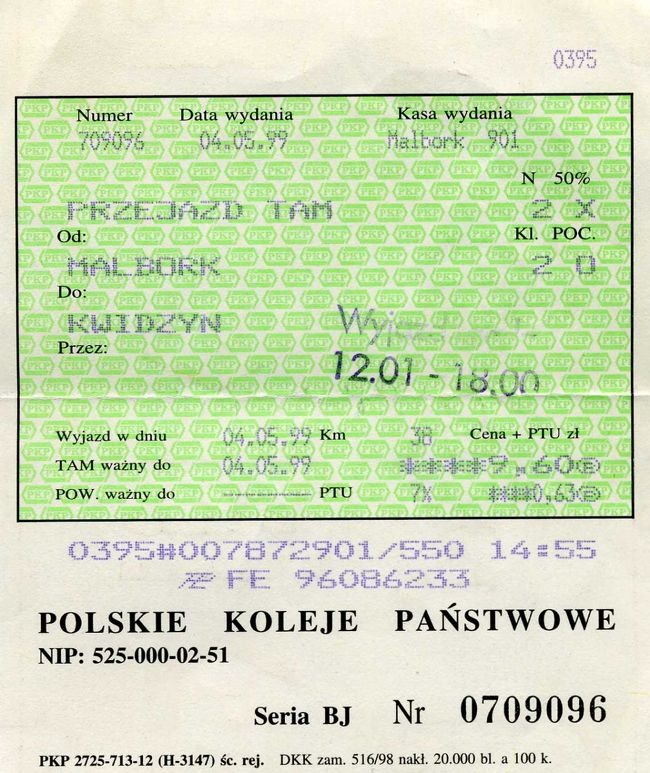 0395
Numer Data wydania Kasa wydania
709096 04.05.99 Malbork 901
N 50%
PRZEJAZD TAM 2 X
Od: Kl. POC.
MALBORK 2 0
Do:
KWIDZYN
Przez:
12.01 - 18.00
Wyjazd w dniu 04.05.99 Km 38 Cena + PTU zł
TAM ważny do 04.05.99 ****9.60
POW. ważny do -------- PTU 7% ****0,63
0395#007872901/550 14:55
FE 96086233
POLSKIE KOLEJE PAŃSTWOWE
NIP: 525-000-02-51
Seria BJ Nr 0709096
PKP 2725-713-12 (H-3147) śc. rej. DKK zam. 516/98 nakł. 20.000 bl. a 100 k.